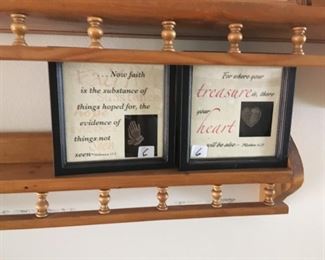 . . . Now faith
is the substance of
things hoped for, the
evidence of
things not
seen
6
For where your
treasure is, there
your
heart
will be also
6